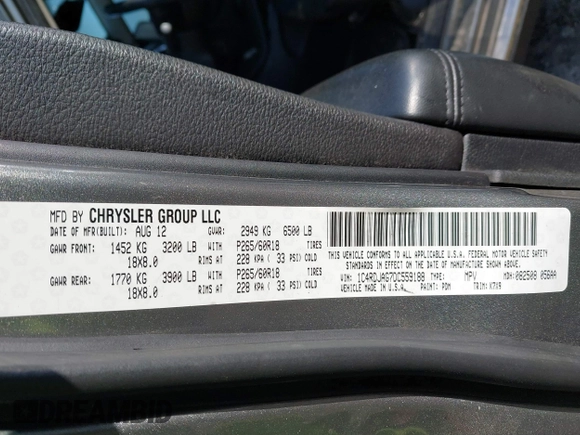 MFD BY CHRYSLER GROUP LLC
DATE OF MFR(BUILT): AUG 12 GVWR: 2949 KG 6500 LB
GAWR FRONT: 1452 KG 3200 LB WITH P265/60R18 TIRES
18X8.0 RIMS AT 228 KPA ( 33 PSI) COLD
GAWR REAR: 1770 KG 3900 LB WITH P265/60R18 TIRES
18X8.0 RIMS AT 228 KPA ( 33 PSI) COLD
THIS VEHICLE CONFORMS TO ALL APPLICABLE U.S.A. FEDERAL MOTOR VEHICLE SAFETY
STANDARDS IN EFFECT ON THE DATE OF MANUFACTURE SHOWN ABOVE.
VIN: 1C4RDJAG7DC559188 TYPE: MPV MDH: 082508 056AA
VEHICLE MADE IN U.S.A. PAINT: PDM TRIM: K7X9
DREAMBID